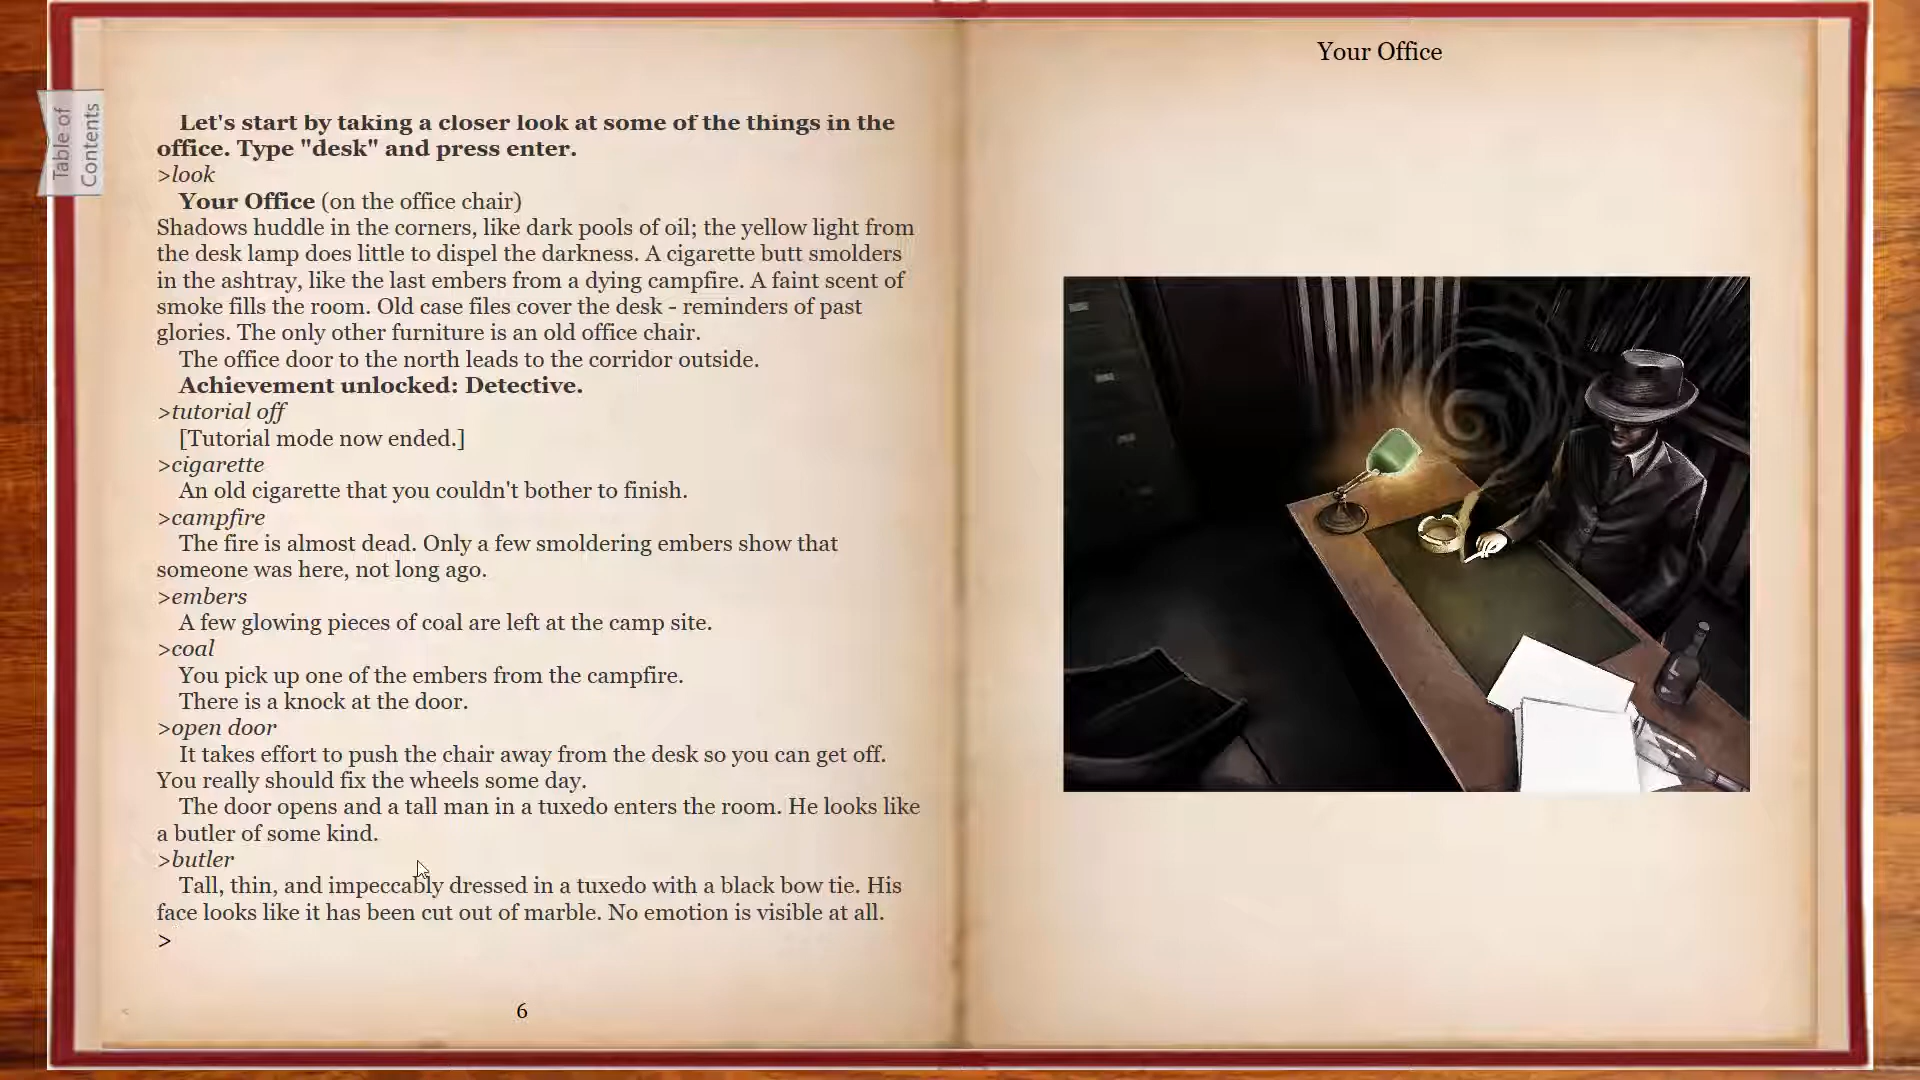 Your Office
Table of
Contents
Let's start by taking a closer look at some of the things in the
office. Type "desk" and press enter.
>look
Your Office (on the office chair)
Shadows huddle in the corners, like dark pools of oil; the yellow light from
the desk lamp does little to dispel the darkness. A cigarette butt smolders
in the ashtray, like the last embers from a dying campfire. A faint scent of
smoke fills the room. Old case files cover the desk - reminders of past
glories. The only other furniture is an old office chair.
The office door to the north leads to the corridor outside.
Achievement unlocked: Detective.
>tutorial off
[Tutorial mode now ended.]
>cigarette
An old cigarette that you couldn't bother to finish.
>campfire
The fire is almost dead. Only a few smoldering embers show that
someone was here, not long ago.
>embers
A few glowing pieces of coal are left at the camp site.
>coal
You pick up one of the embers from the campfire.
There is a knock at the door.
>open door
It takes effort to push the chair away from the desk so you can get off.
You really should fix the wheels some day.
The door opens and a tall man in a tuxedo enters the room. He looks like
a butler of some kind.
>butler
Tall, thin, and impeccably dressed in a tuxedo with a black bow tie. His
face looks like it has been cut out of marble. No emotion is visible at all.
>
<
6